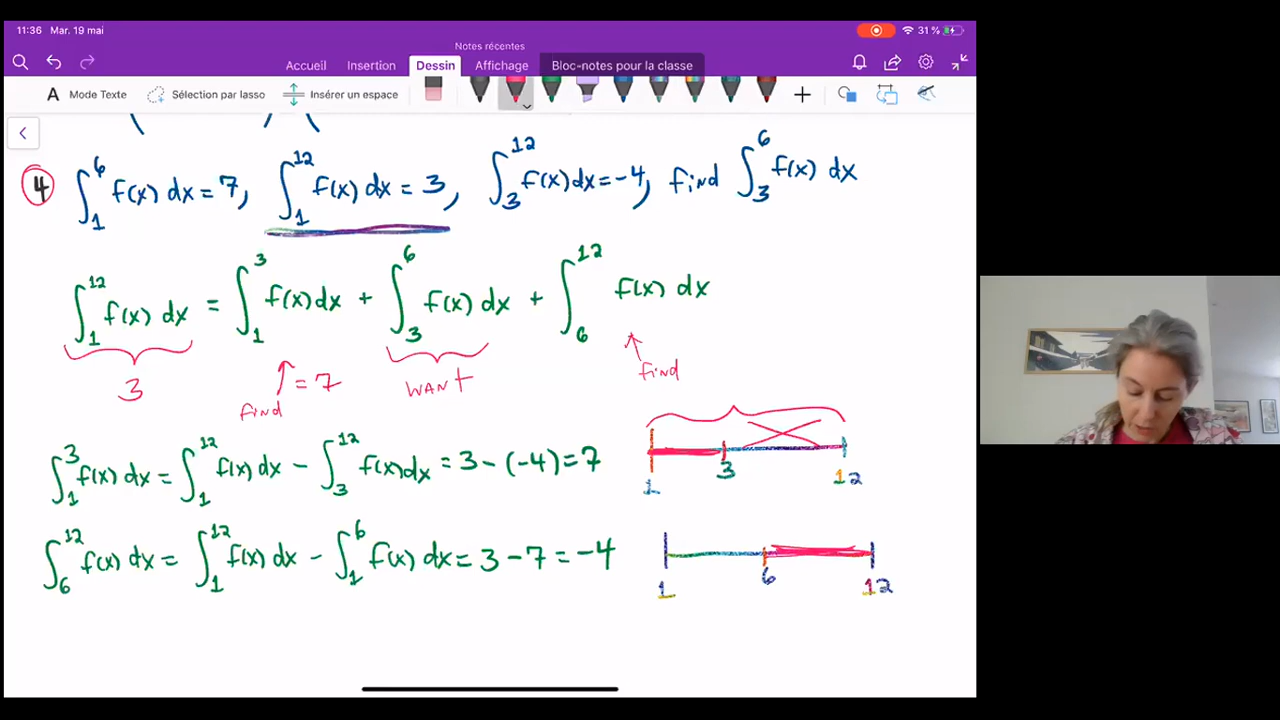 11:36 Mar. 19 mai 31 %
Notes récentes
Accueil Insertion Dessin Affichage Bloc-notes pour la classe
A Mode Texte Sélection par lasso Insérer un espace
4 ∫₁⁶ f(x) dx = 7, ∫₁¹² f(x) dx = 3, ∫₃¹² f(x) dx = -4, find ∫₃⁶ f(x) dx
∫₁¹² f(x) dx = ∫₁³ f(x) dx + ∫₃⁶ f(x) dx + ∫₆¹² f(x) dx
3 find ↑ = 7 WANT ↑ find
∫₁³ f(x) dx = ∫₁¹² f(x) dx - ∫₃¹² f(x) dx = 3 - (-4) = 7
1 3 12
∫₆¹² f(x) dx = ∫₁¹² f(x) dx - ∫₁⁶ f(x) dx = 3 - 7 = -4
1 6 12